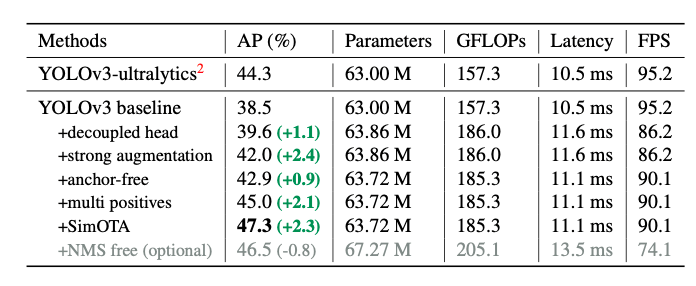 Methods AP (%) Parameters GFLOPs Latency FPS
YOLOv3-ultralytics2 44.3 63.00 M 157.3 10.5 ms 95.2
YOLOv3 baseline 38.5 63.00 M 157.3 10.5 ms 95.2
+decoupled head 39.6 (+1.1) 63.86 M 186.0 11.6 ms 86.2
+strong augmentation 42.0 (+2.4) 63.86 M 186.0 11.6 ms 86.2
+anchor-free 42.9 (+0.9) 63.72 M 185.3 11.1 ms 90.1
+multi positives 45.0 (+2.1) 63.72 M 185.3 11.1 ms 90.1
+SimOTA 47.3 (+2.3) 63.72 M 185.3 11.1 ms 90.1
+NMS free (optional) 46.5 (-0.8) 67.27 M 205.1 13.5 ms 74.1